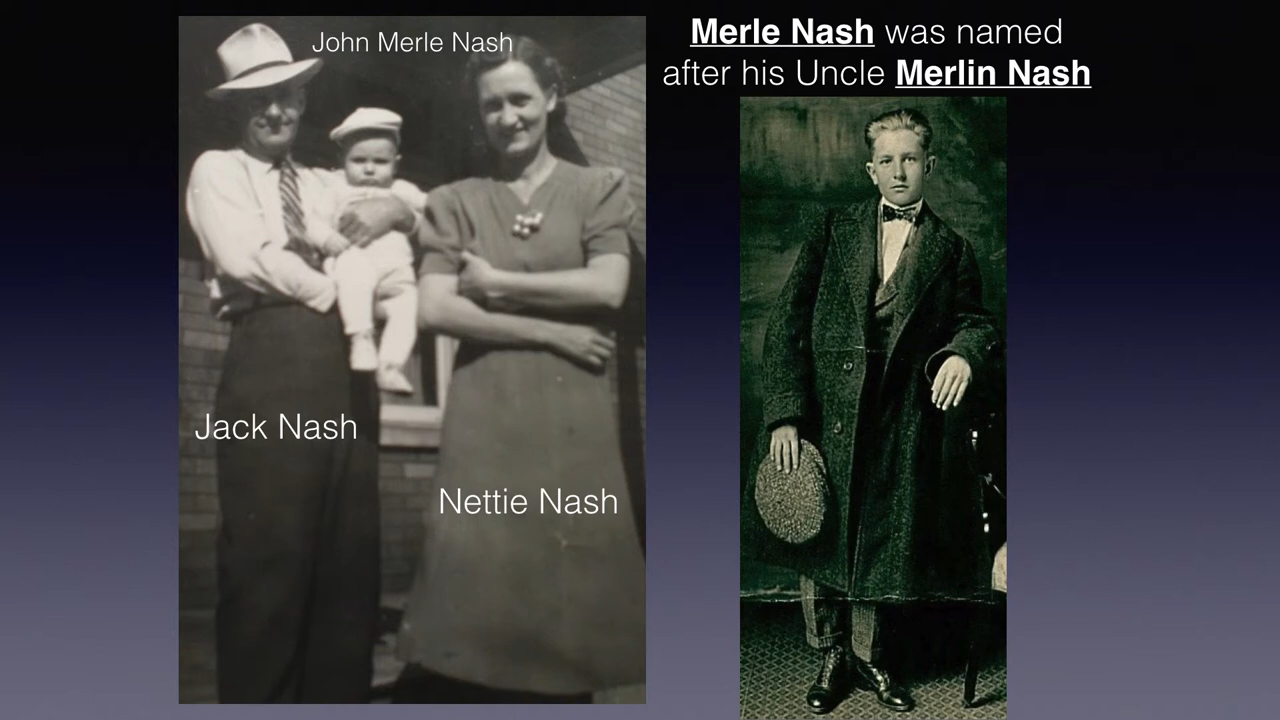 John Merle Nash
Jack Nash
Nettie Nash
Merle Nash was named
after his Uncle Merlin Nash